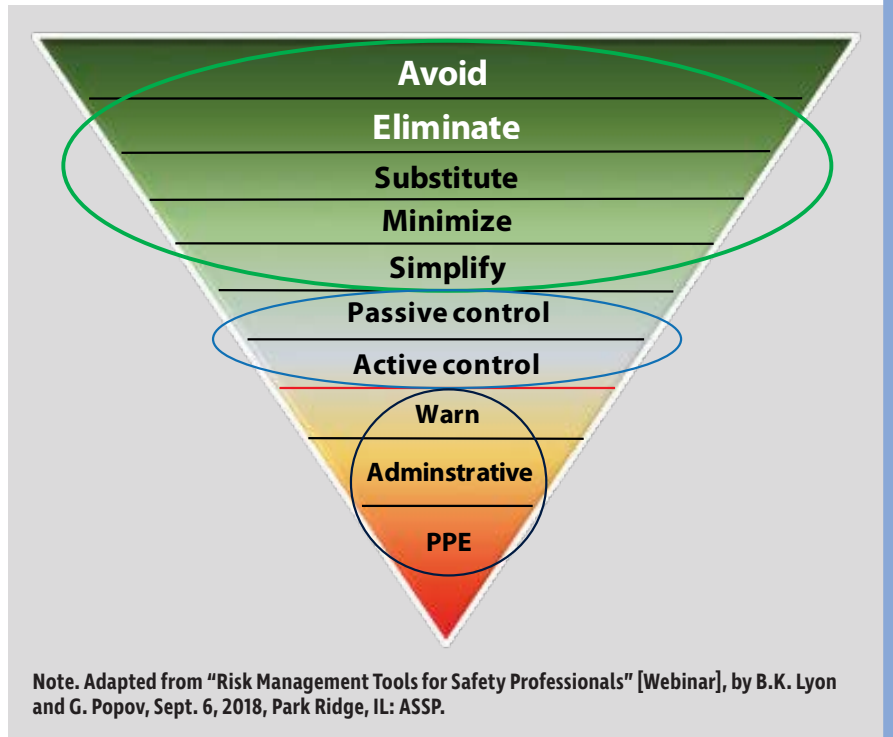 Avoid
Eliminate
Substitute
Minimize
Simplify
Passive control
Active control
Warn
Adminstrative
PPE
Note. Adapted from “Risk Management Tools for Safety Professionals” [Webinar], by B.K. Lyon
and G. Popov, Sept. 6, 2018, Park Ridge, IL: ASSP.